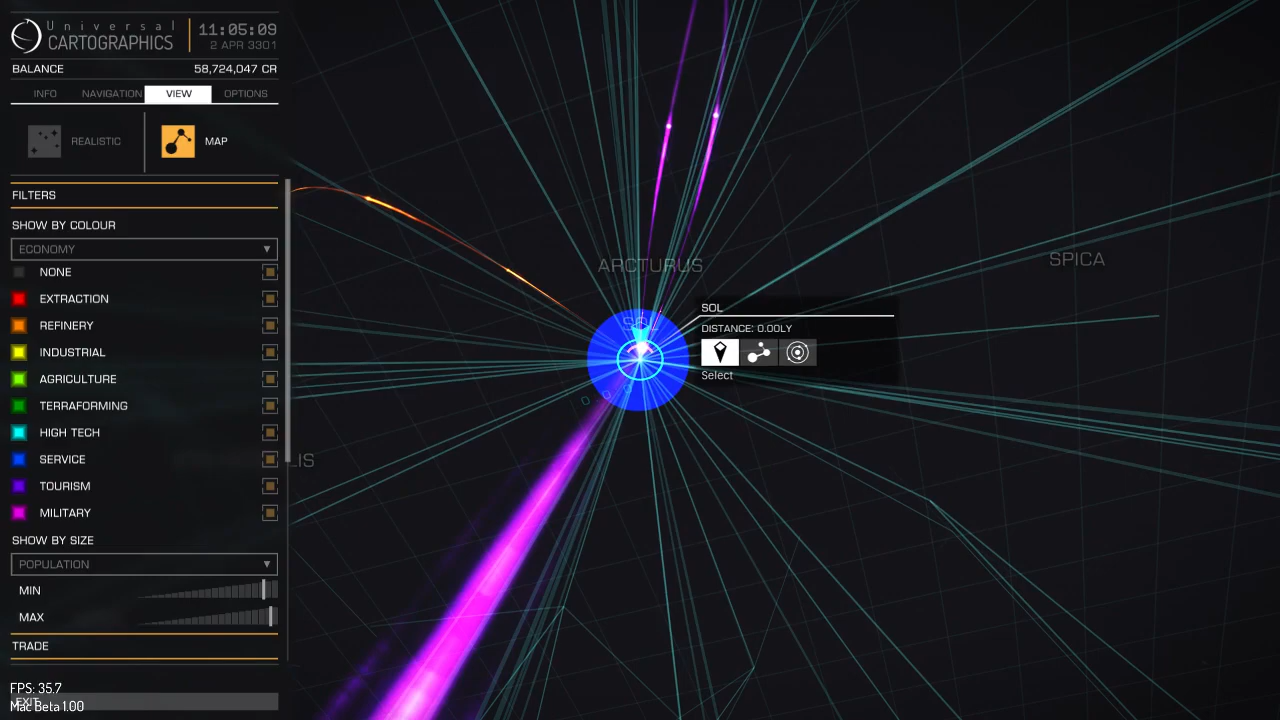 Universal
CARTOGRAPHICS
11:05:09
2 APR 3301
BALANCE 58,724,047 CR
INFO NAVIGATION VIEW OPTIONS
REALISTIC MAP
FILTERS
SHOW BY COLOUR
ECONOMY
NONE
EXTRACTION
REFINERY
INDUSTRIAL
AGRICULTURE
TERRAFORMING
HIGH TECH
SERVICE
TOURISM
MILITARY
SHOW BY SIZE
POPULATION
MIN
MAX
TRADE
FPS: 35.7
EXIT
Mac Beta 1.00
ARCTURUS
SPICA
SOL
SOL
DISTANCE: 0.00LY
Select